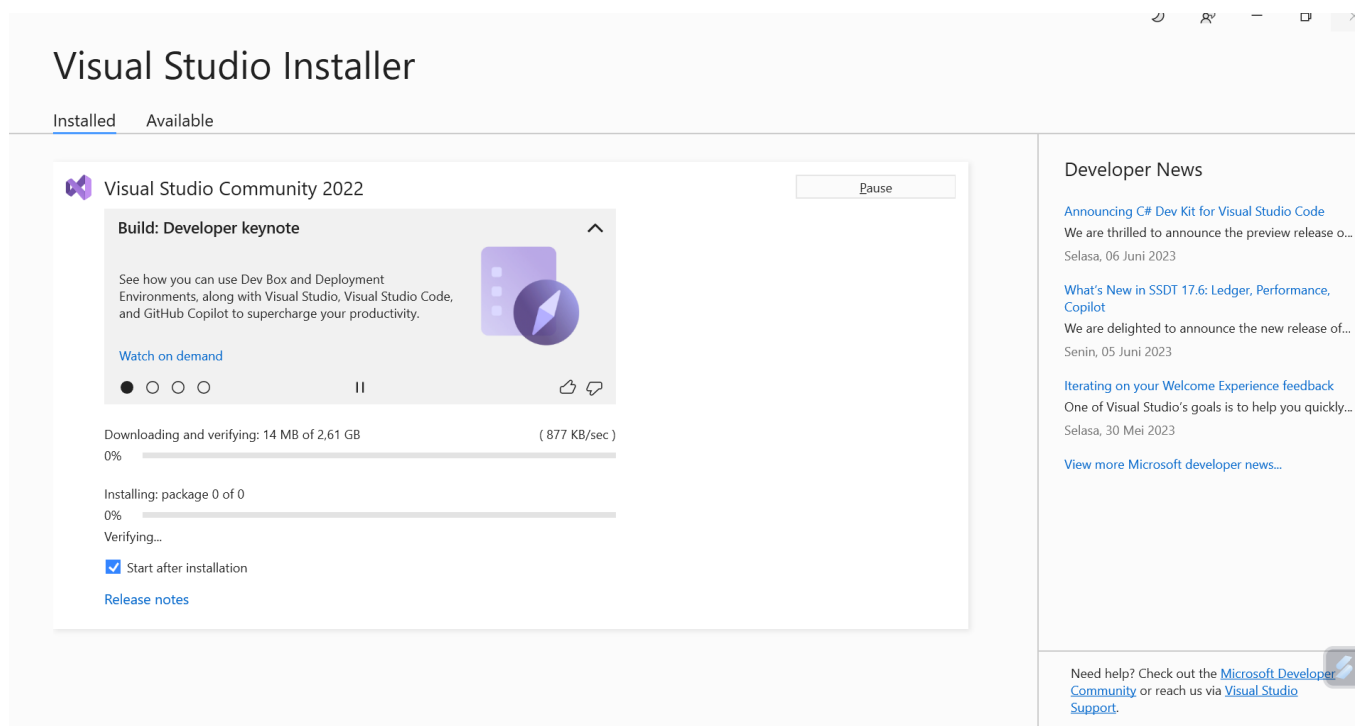 Visual Studio Installer
Installed
Available
Visual Studio Community 2022
Pause
Build: Developer keynote
See how you can use Dev Box and Deployment
Environments, along with Visual Studio, Visual Studio Code,
and GitHub Copilot to supercharge your productivity.
Watch on demand
Downloading and verifying: 14 MB of 2,61 GB
( 877 KB/sec )
0%
Installing: package 0 of 0
0%
Verifying...
Start after installation
Release notes
Developer News
Announcing C# Dev Kit for Visual Studio Code
We are thrilled to announce the preview release o...
Selasa, 06 Juni 2023
What's New in SSDT 17.6: Ledger, Performance,
Copilot
We are delighted to announce the new release of...
Senin, 05 Juni 2023
Iterating on your Welcome Experience feedback
One of Visual Studio's goals is to help you quickly...
Selasa, 30 Mei 2023
View more Microsoft developer news...
Need help? Check out the Microsoft Developer
Community or reach us via Visual Studio
Support.